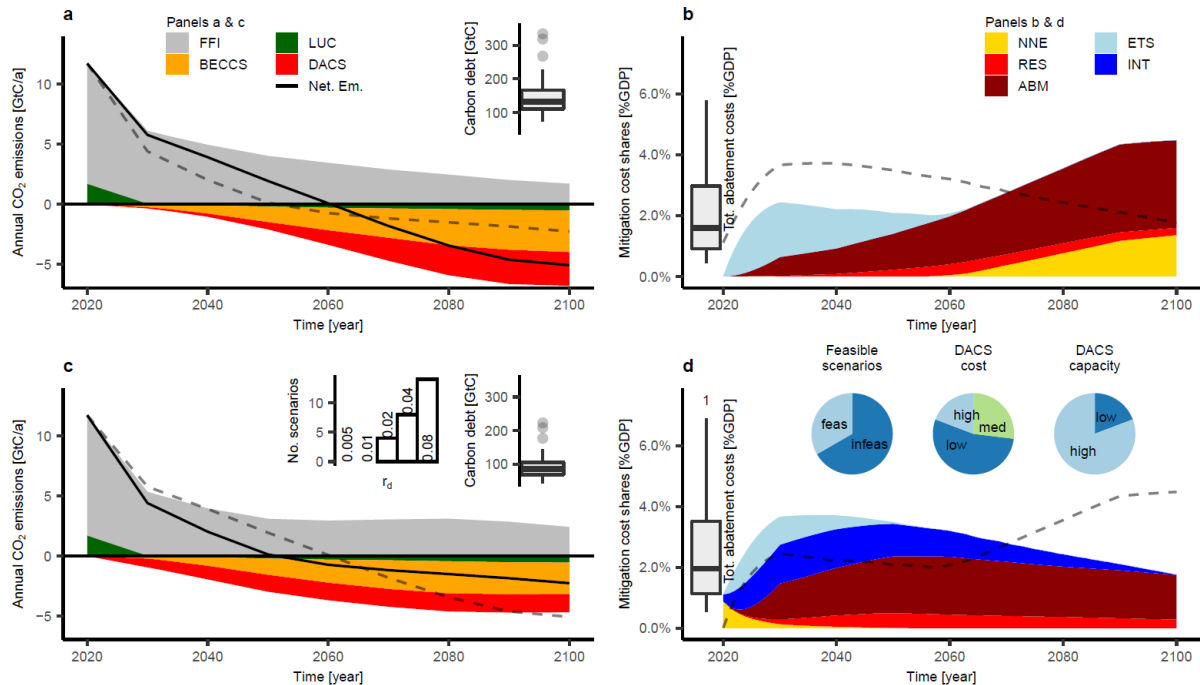 a
Panels a & c
FFI
LUC
BECCS
DACS
Net. Em.
Annual CO2 emissions [GtC/a]
10
5
0
−5
2020
2040
2060
2080
2100
Time [year]
Carbon debt [GtC]
300
200
100
b
Panels b & d
NNE
ETS
RES
INT
ABM
Mitigation cost shares [%GDP]
6.0%
4.0%
2.0%
0.0%
Tot. abatement costs [%GDP]
2020
2040
2060
2080
2100
Time [year]
c
Annual CO2 emissions [GtC/a]
10
5
0
−5
2020
2040
2060
2080
2100
Time [year]
No. scenarios
10
5
0
0.005
0.01
0.02
0.04
0.08
rd
Carbon debt [GtC]
300
200
100
d
Feasible
scenarios
feas
infeas
DACS
cost
high
med
low
DACS
capacity
low
high
1
Mitigation cost shares [%GDP]
6.0%
4.0%
2.0%
0.0%
Tot. abatement costs [%GDP]
2020
2040
2060
2080
2100
Time [year]